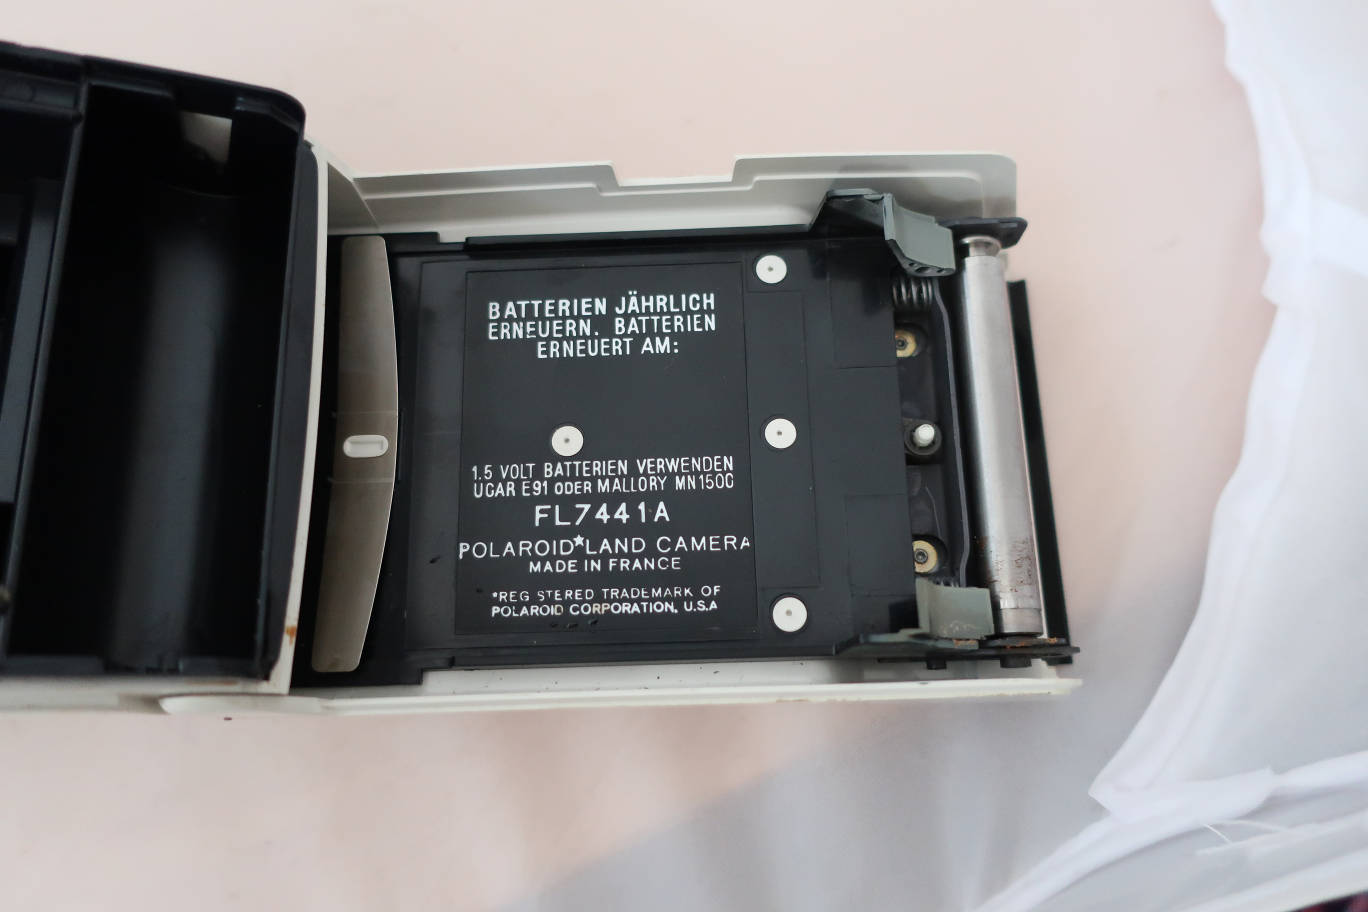 BATTERIEN JÄHRLICH
ERNEUERN. BATTERIEN
ERNEUERT AM:
1.5 VOLT BATTERIEN VERWENDEN
UCAR E91 ODER MALLORY MN1500
FL7441A
POLAROID*LAND CAMERA
MADE IN FRANCE
*REG STERED TRADEMARK OF
POLAROID CORPORATION, U.S.A